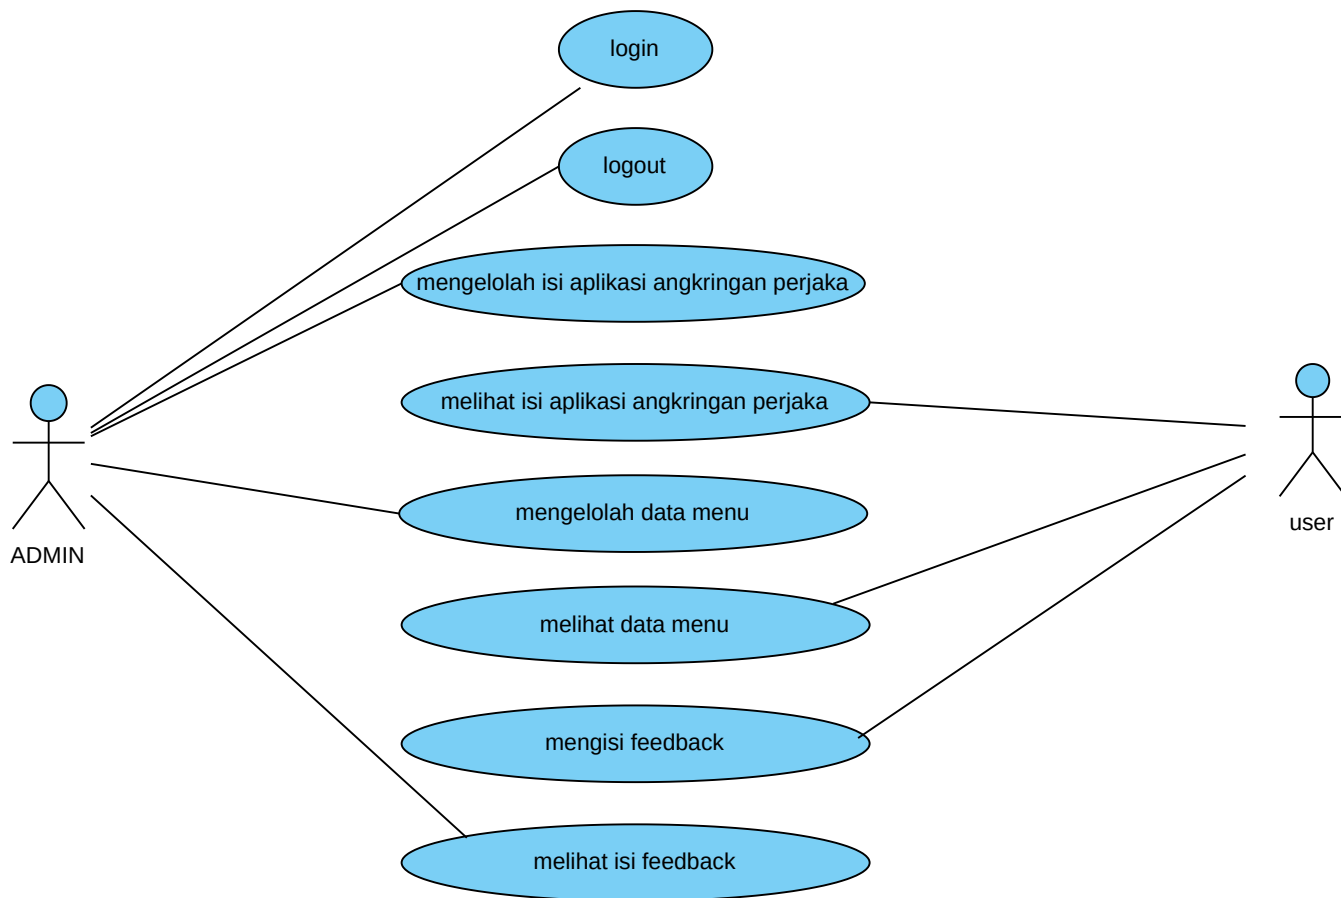 login
logout
mengelolah isi aplikasi angkringan perjaka
melihat isi aplikasi angkringan perjaka
mengelolah data menu
user
ADMIN
melihat data menu
mengisi feedback
melihat isi feedback